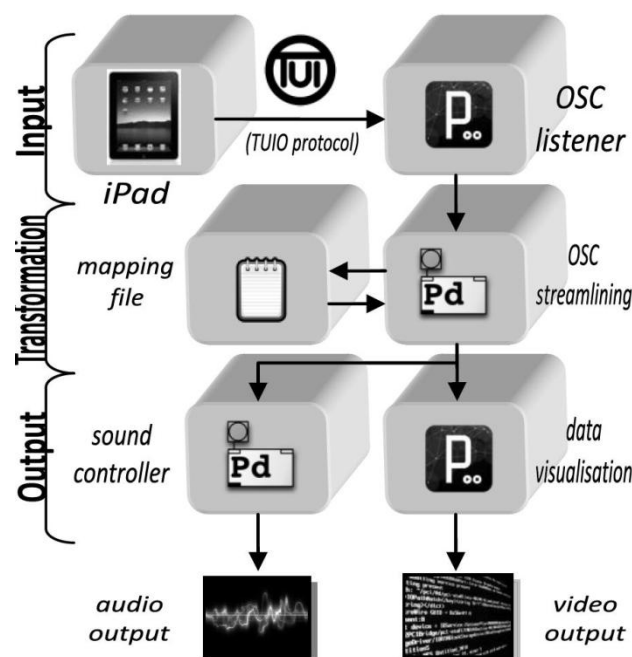 Input
TUI
(TUIO protocol)
iPad
P
OSC
listener
Transformation
mapping
file
Pd
OSC
streamlining
Output
sound
controller
Pd
P
data
visualisation
audio
output
video
output